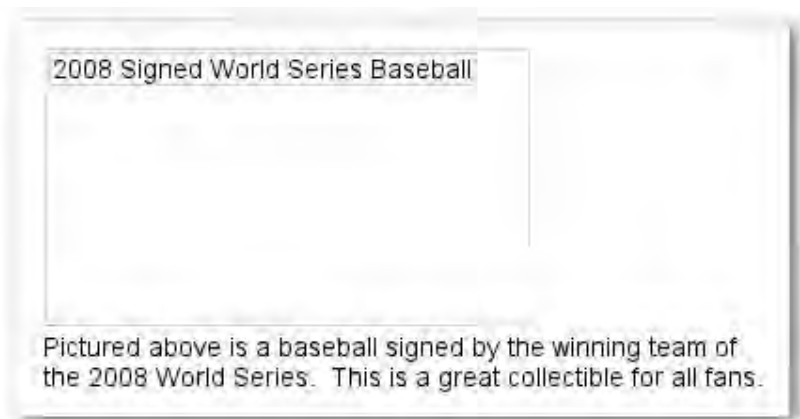 2008 Signed World Series Baseball
Pictured above is a baseball signed by the winning team of
the 2008 World Series.  This is a great collectible for all fans.